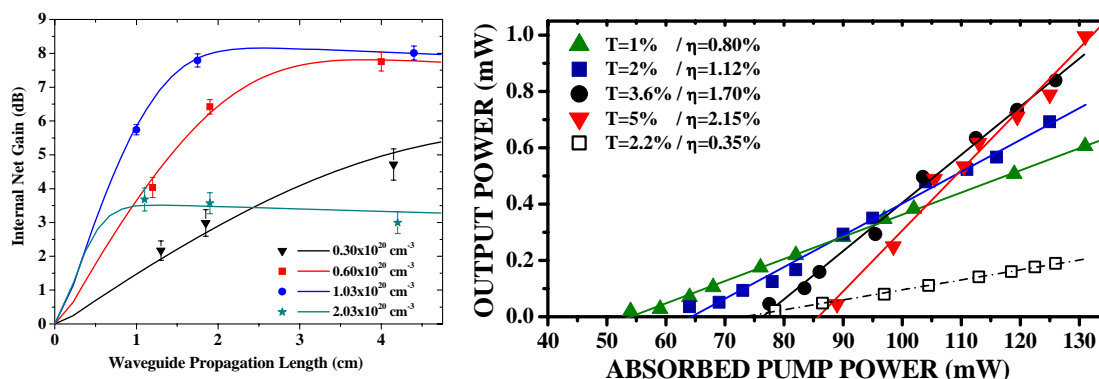 Internal Net Gain (dB)
9
8
7
6
5
4
3
2
1
0
0 1 2 3 4
Waveguide Propagation Length (cm)
0.30x10²⁰ cm⁻³
0.60x10²⁰ cm⁻³
1.03x10²⁰ cm⁻³
2.03x10²⁰ cm⁻³
OUTPUT POWER (mW)
1.0
0.8
0.6
0.4
0.2
0.0
T=1% / η=0.80%
T=2% / η=1.12%
T=3.6% / η=1.70%
T=5% / η=2.15%
T=2.2% / η=0.35%
40 50 60 70 80 90 100 110 120 130
ABSORBED PUMP POWER (mW)